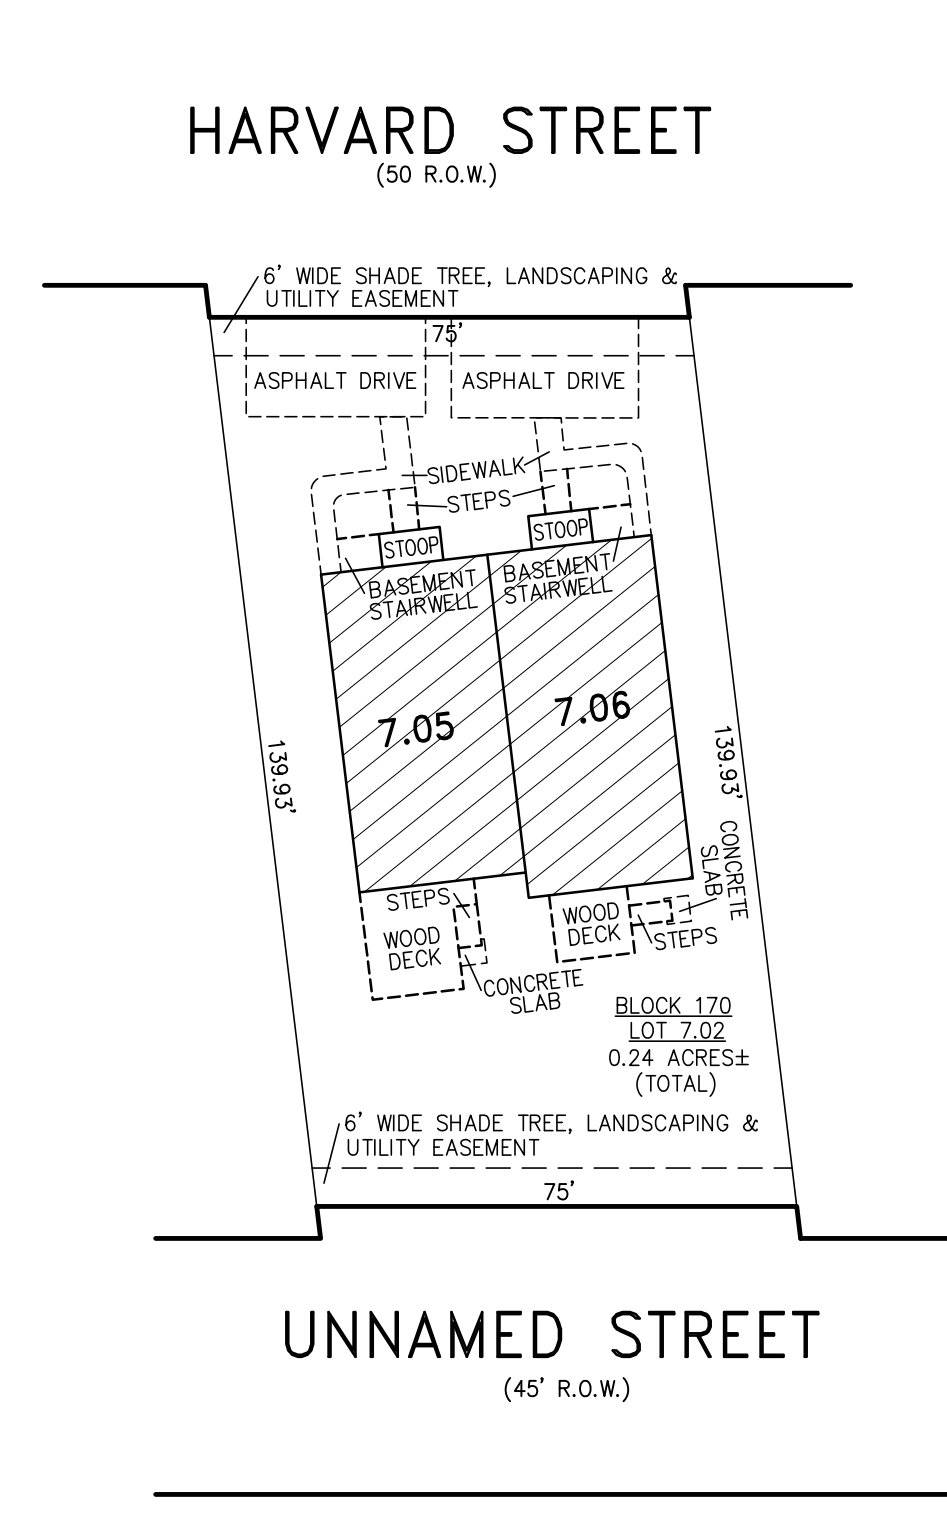 HARVARD STREET
(50 R.O.W.)
6' WIDE SHADE TREE, LANDSCAPING &
UTILITY EASEMENT
75'
ASPHALT DRIVE
ASPHALT DRIVE
SIDEWALK
STEPS
STOOP
STOOP
BASEMENT
STAIRWELL
BASEMENT
STAIRWELL
7.05
7.06
139.93'
139.93'
CONCRETE
SLAB
STEPS
WOOD
DECK
WOOD
DECK
STEPS
CONCRETE
SLAB
BLOCK 170
LOT 7.02
0.24 ACRES±
(TOTAL)
6' WIDE SHADE TREE, LANDSCAPING &
UTILITY EASEMENT
75'
UNNAMED STREET
(45' R.O.W.)